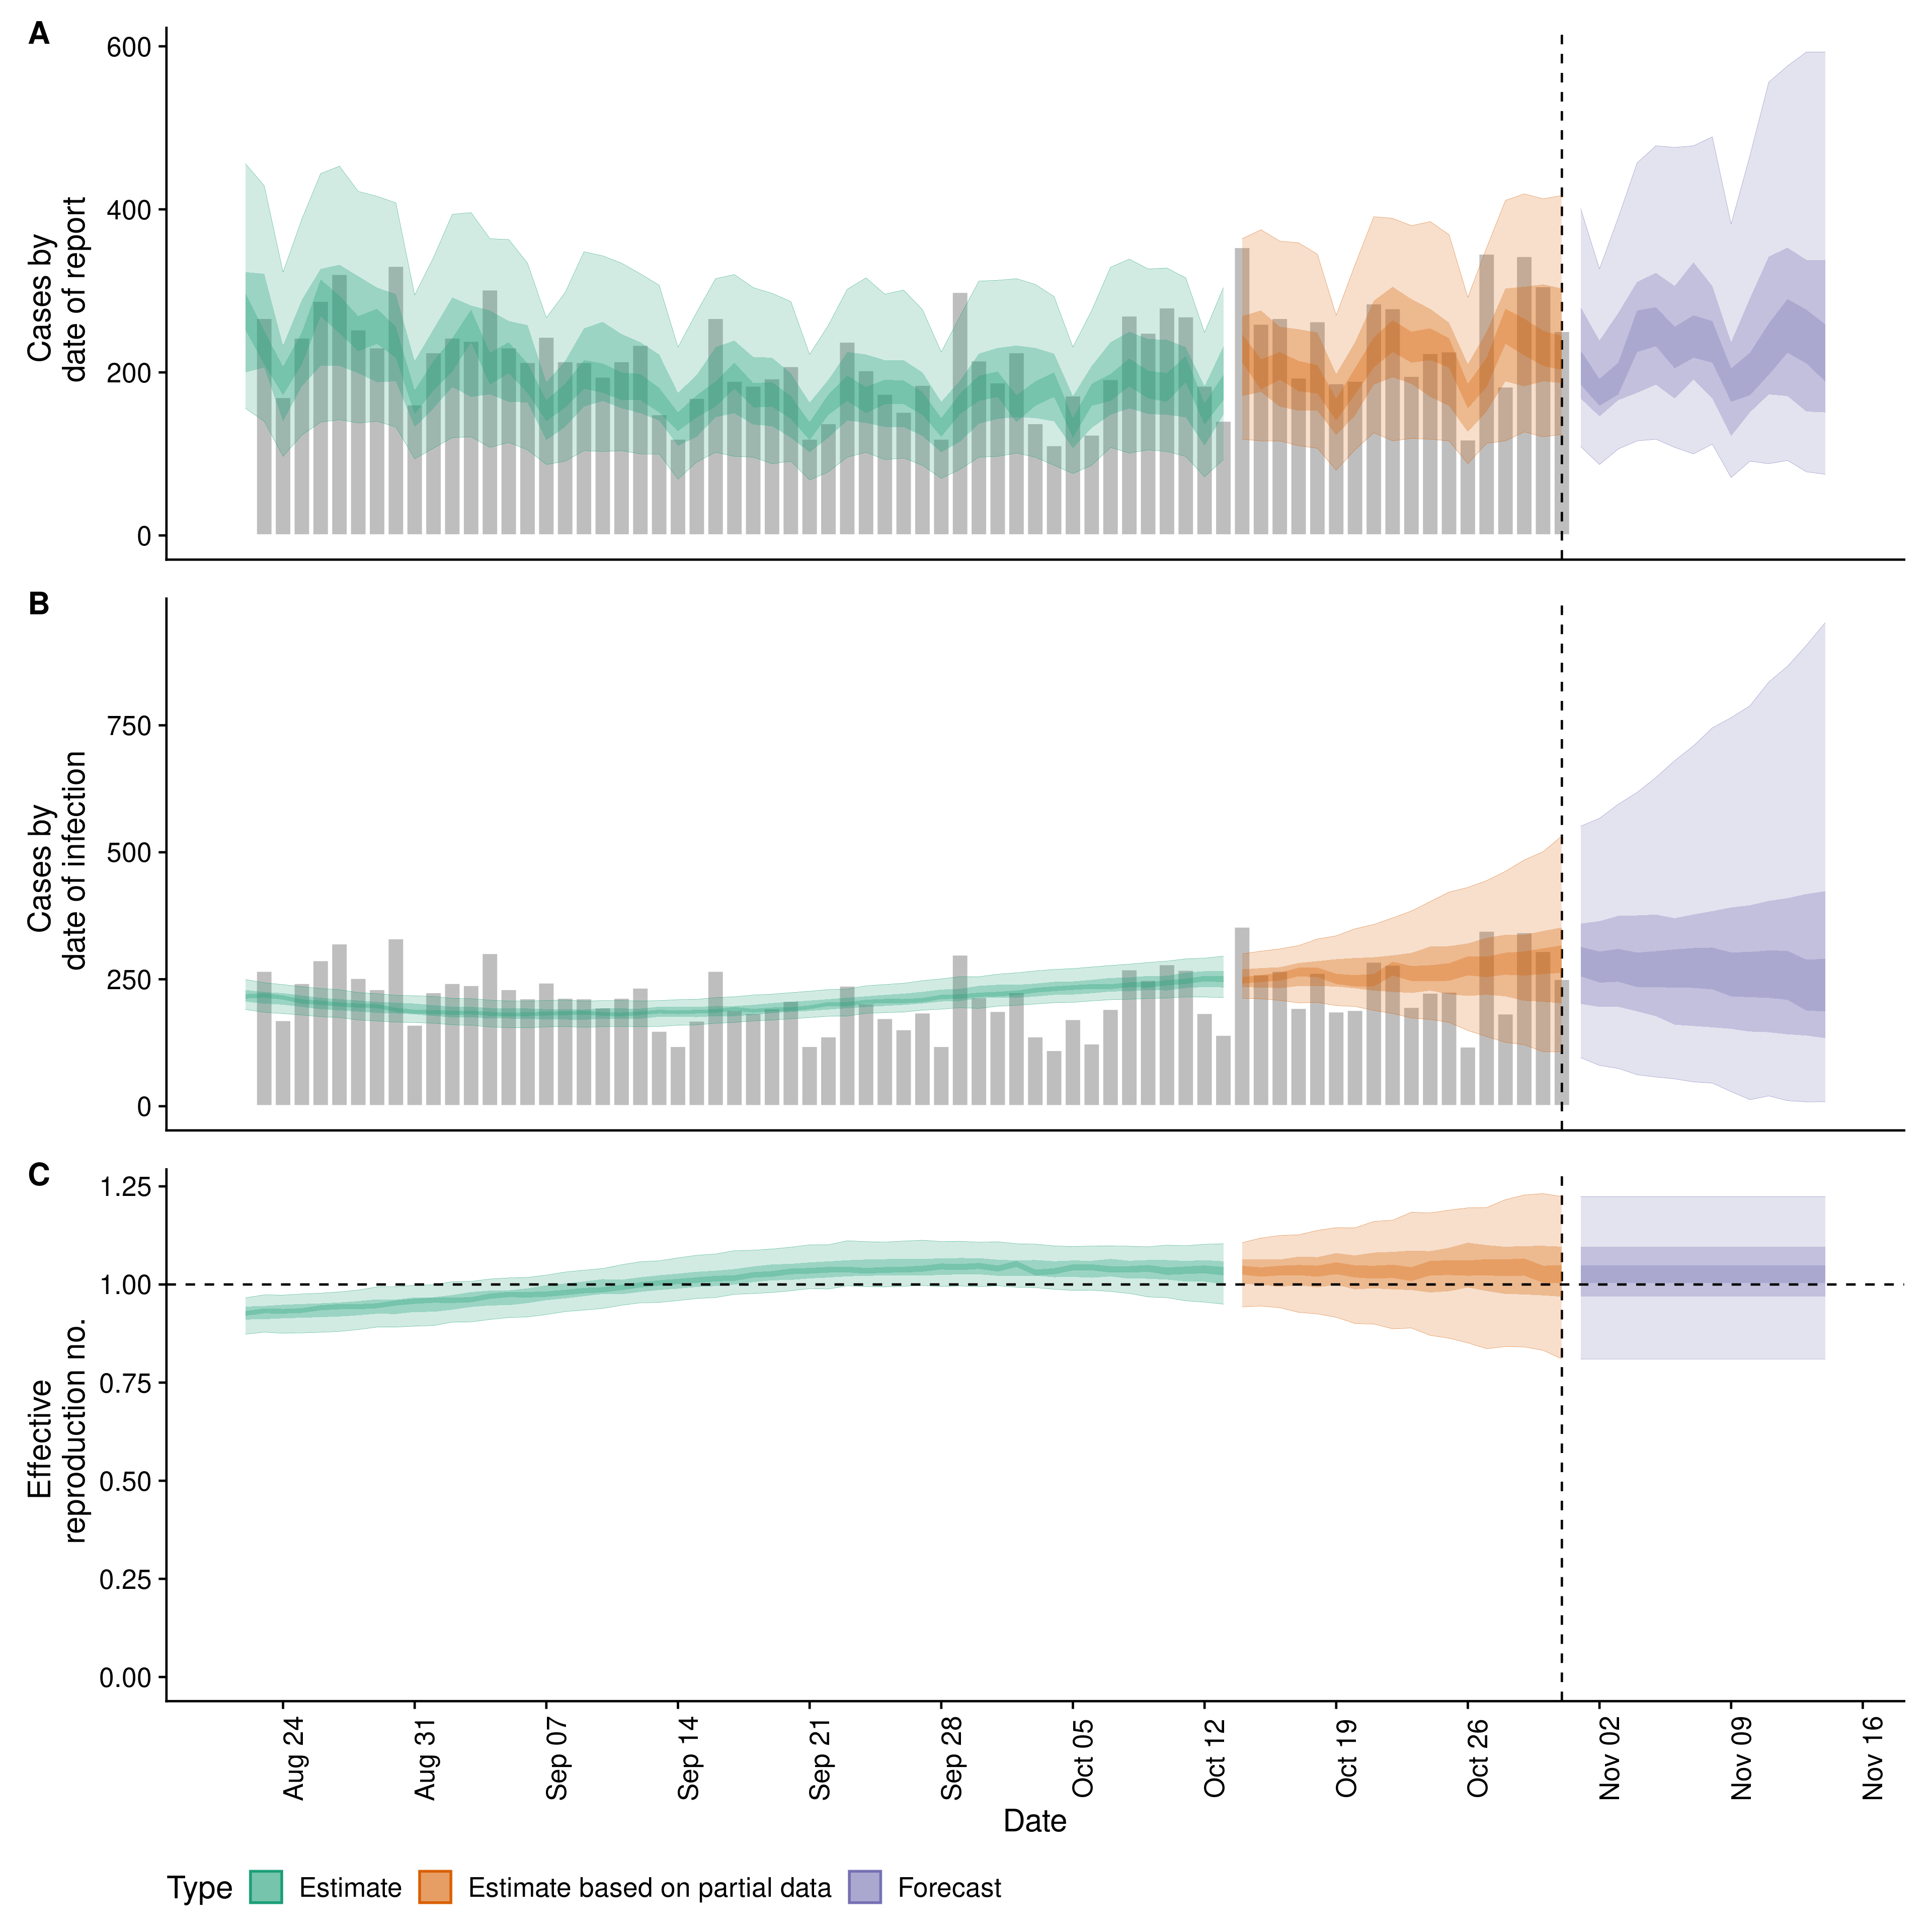 A
600
400
200
0
Cases by
date of report
B
750
500
250
0
Cases by
date of infection
C
1.25
1.00
0.75
0.50
0.25
0.00
Effective
reproduction no.
Aug 24
Aug 31
Sep 07
Sep 14
Sep 21
Sep 28
Oct 05
Oct 12
Oct 19
Oct 26
Nov 02
Nov 09
Nov 16
Date
Type Estimate Estimate based on partial data Forecast